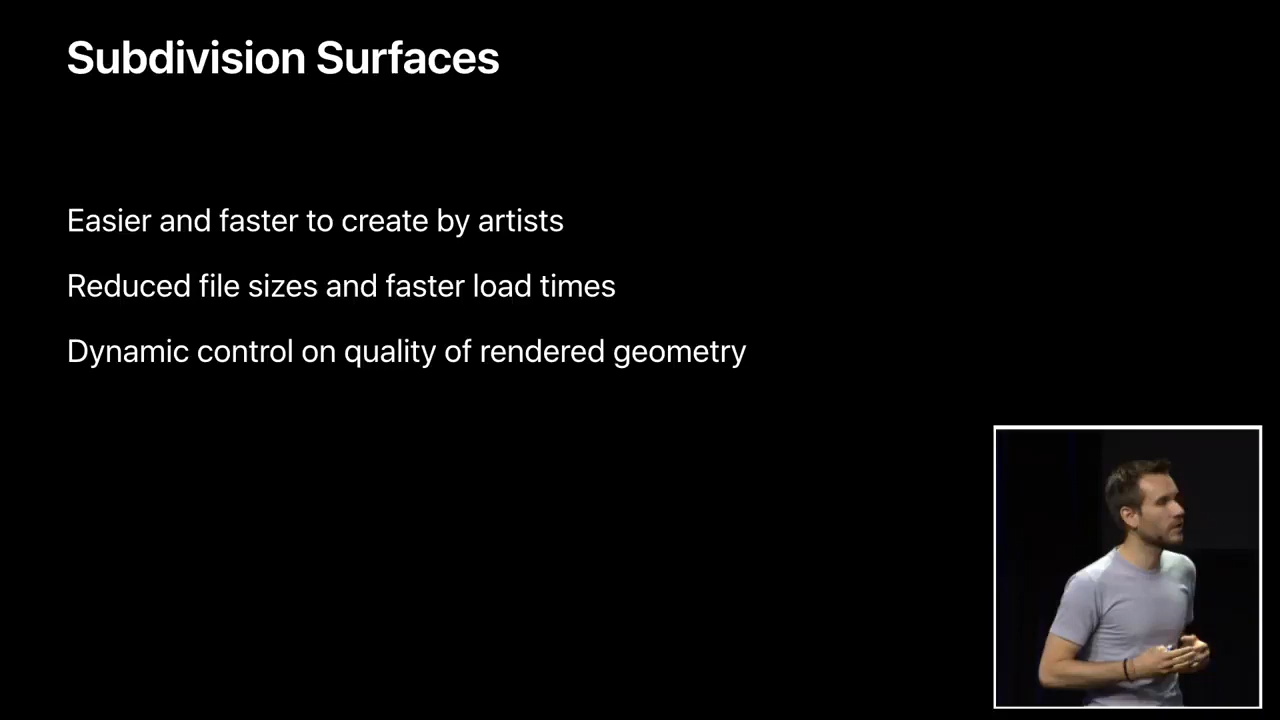 Subdivision Surfaces
Easier and faster to create by artists
Reduced file sizes and faster load times
Dynamic control on quality of rendered geometry